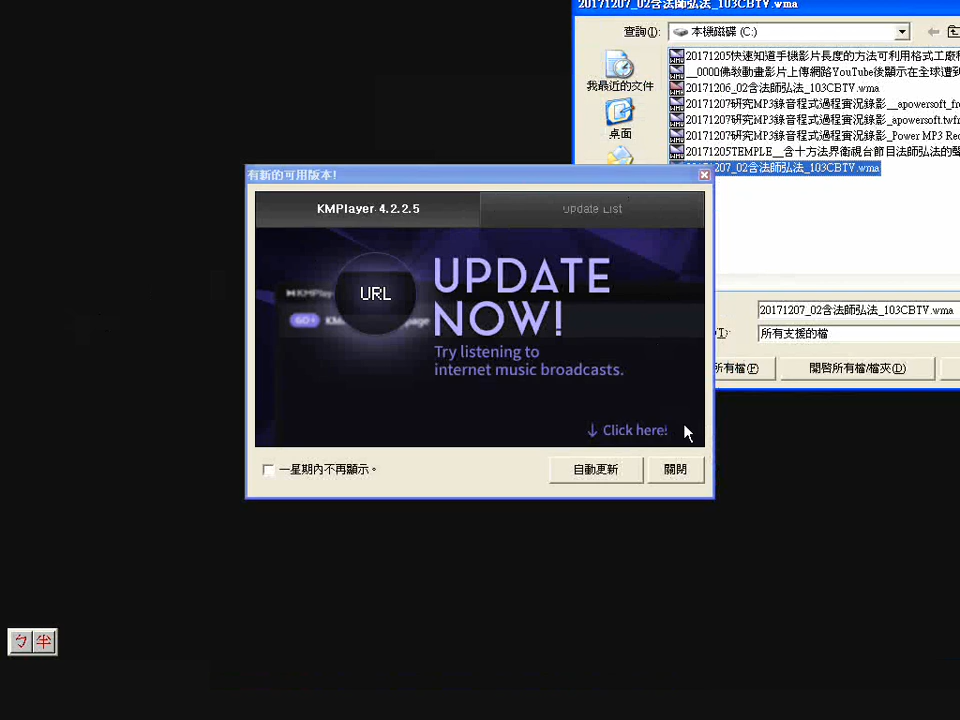 20171207_02含法師弘法_103CBTV.wma
查詢(I):
本機磁碟 (C:)
我最近的文件
桌面
20171205快速知道手機影片長度的方法可利用格式工廠
__0000佛教動畫影片上傳網路YouTube後顯示在全球遭到
20171206_02含法師弘法_103CBTV.wma
20171207研究MP3錄音程式過程實況錄影__apowersoft_fre
20171207研究MP3錄音程式過程實況錄影_apowersoft.twfr
20171207研究MP3錄音程式過程實況錄影_Power MP3 Rec
20171205TEMPLE__含十方法界衛視台節目法師弘法的聲
20171207_02含法師弘法_103CBTV.wma
有新的可用版本!
KMPlayer 4.2.2.5
Update List
URL
KMPlay
60+
UPDATE
NOW!
Try listening to
internet music broadcasts.
↓ Click here!
一星期內不再顯示。
自動更新
關閉
20171207_02含法師弘法_103CBTV.wma
(T):
所有支援的檔
所有檔(F)
開啓所有檔/檔夾(D)
ㄅ半